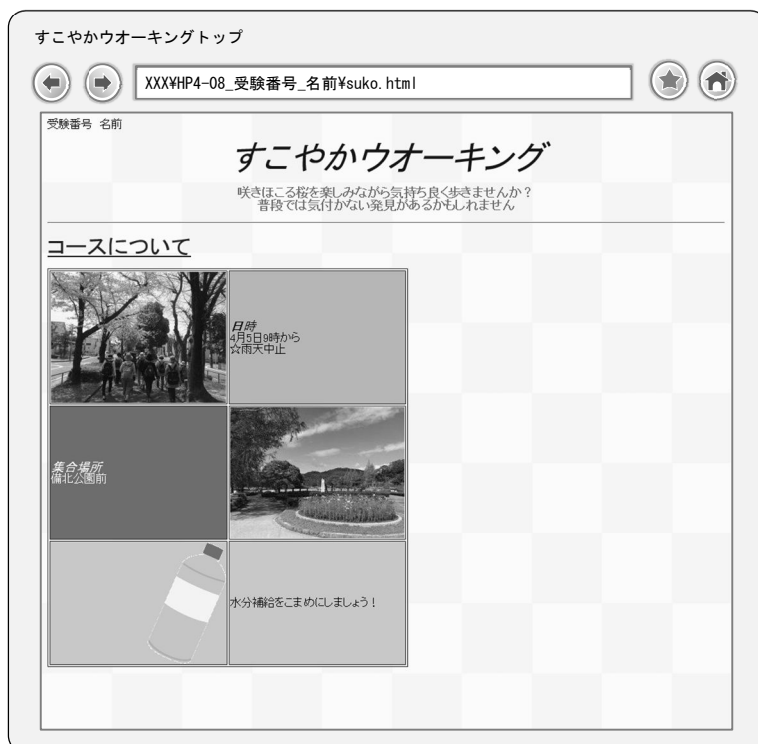 すこやかウオーキングトップ
XXX¥HP4-08_受験番号_名前¥suko.html
受験番号 名前
すこやかウオーキング
咲きほこる桜を楽しみながら気持ち良く歩きませんか？
普段では気付かない発見があるかもしれません
コースについて
日時
4月5日9時から
☆雨天中止
集合場所
備北公園前
水分補給をこまめにしましょう！